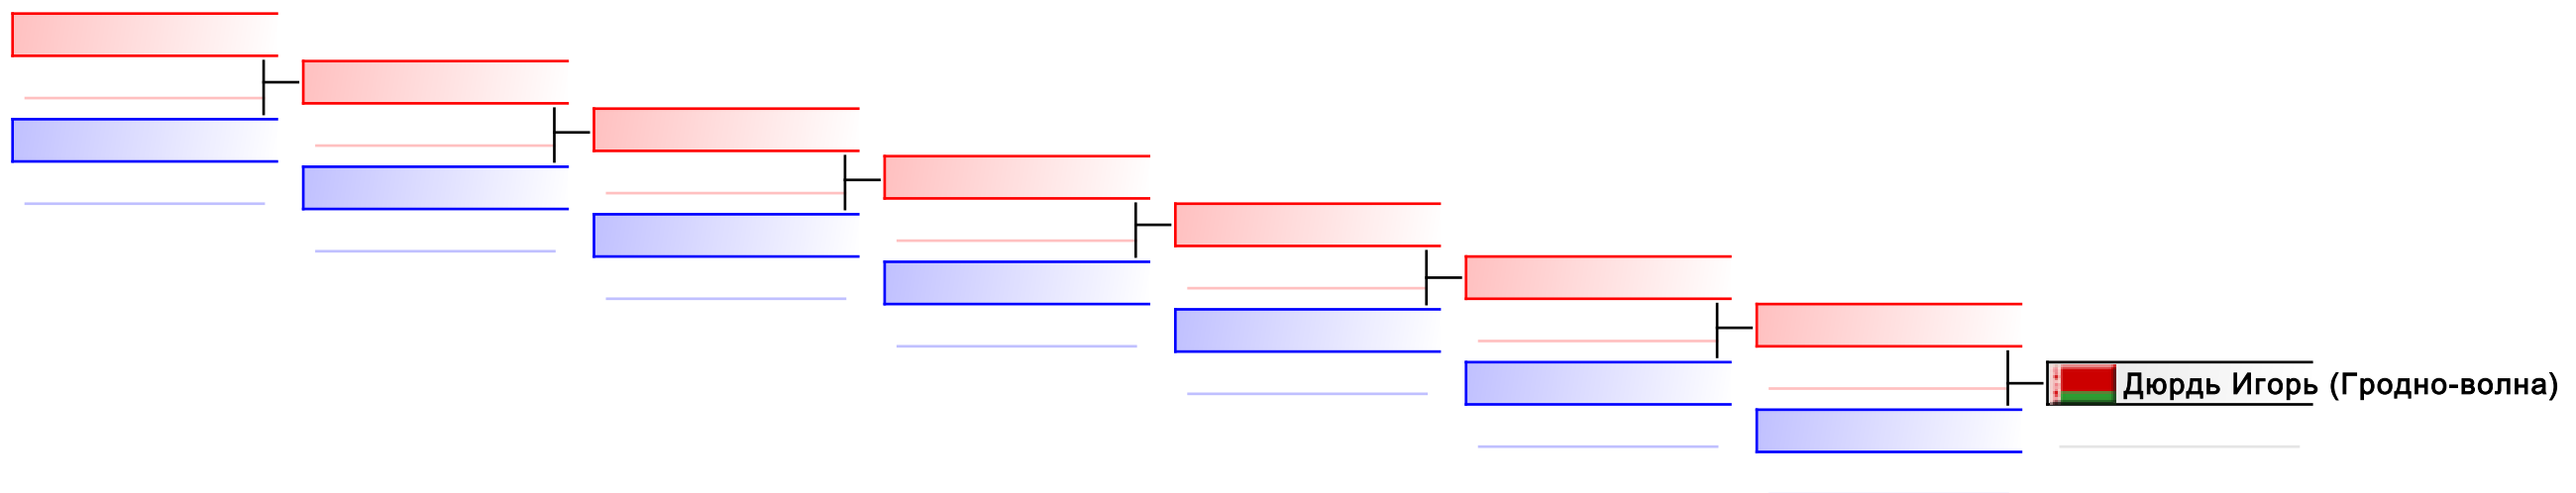 Дюрдь Игорь (Гродно-волна)